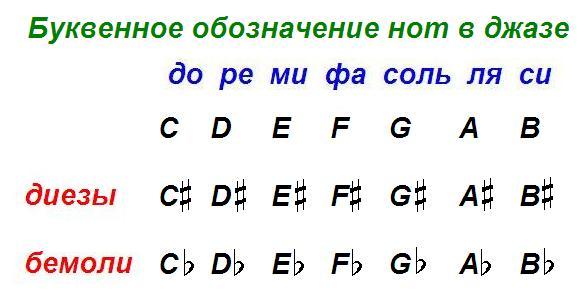 Буквенное обозначение нот в джазе
до ре ми фа соль ля си
C D E F G A B
диезы C♯ D♯ E♯ F♯ G♯ A♯ B♯
бемоли C♭ D♭ E♭ F♭ G♭ A♭ B♭